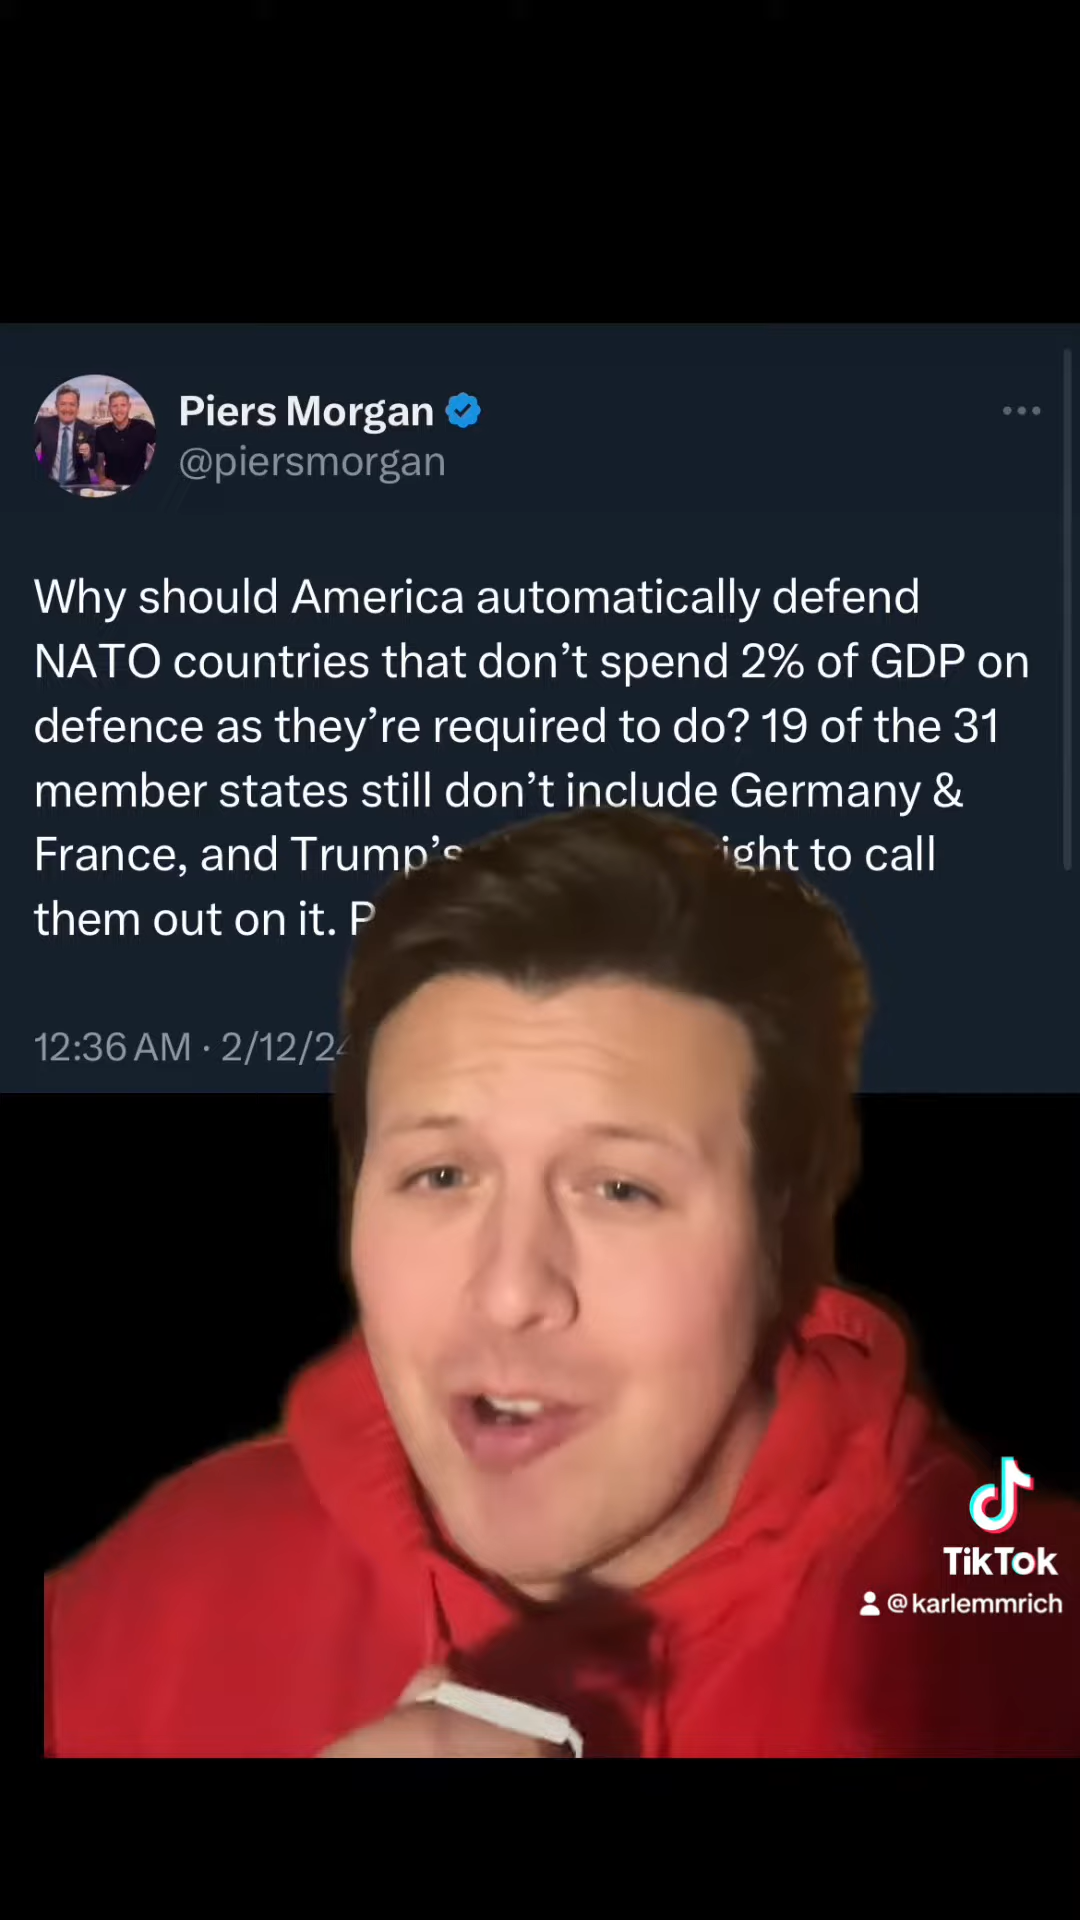 Piers Morgan
@piersmorgan
Why should America automatically defend
NATO countries that don’t spend 2% of GDP on
defence as they’re required to do? 19 of the 31
member states still don’t include Germany &
France, and Trump’s to call
them out on it.
12:36 AM · 2/12/24
TikTok
@karlemmrich